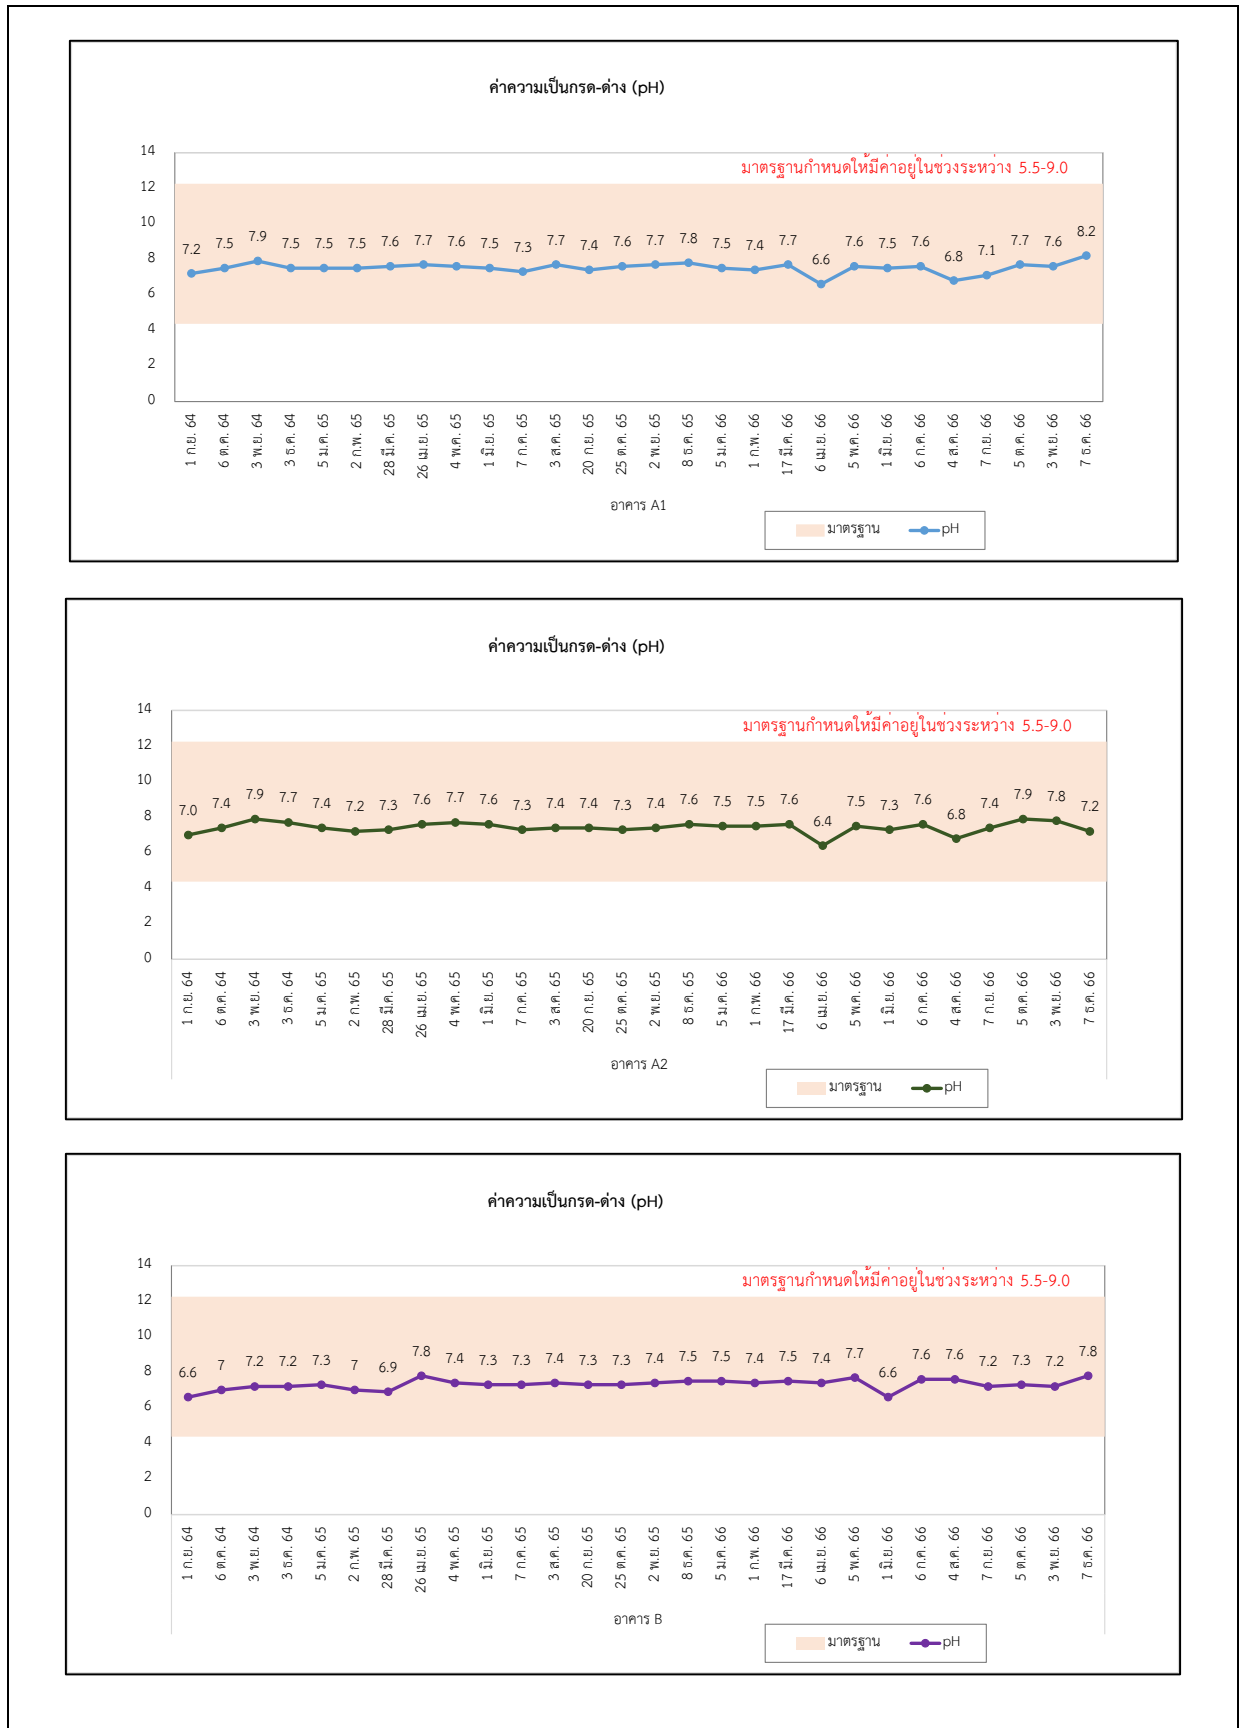 ค่าความเป็นกรด-ด่าง (pH)
มาตรฐานกำหนดให้มีค่าอยู่ในช่วงระหว่าง 5.5-9.0
14
12
10
8
6
4
2
0
7.2 7.5 7.9 7.5 7.5 7.5 7.6 7.7 7.6 7.5 7.3 7.7 7.4 7.6 7.7 7.8 7.5 7.4 7.7 6.6 7.6 7.5 7.6 6.8 7.1 7.7 7.6 8.2
1 ก.ย. 64
6 ต.ค. 64
3 พ.ย. 64
3 ธ.ค. 64
5 ม.ค. 65
2 ก.พ. 65
28 มี.ค. 65
26 เม.ย. 65
4 พ.ค. 65
1 มิ.ย. 65
7 ก.ค. 65
3 ส.ค. 65
20 ก.ย. 65
25 ต.ค. 65
2 พ.ย. 65
8 ธ.ค. 65
5 ม.ค. 66
1 ก.พ. 66
17 มี.ค. 66
6 เม.ย. 66
5 พ.ค. 66
1 มิ.ย. 66
6 ก.ค. 66
4 ส.ค. 66
7 ก.ย. 66
5 ต.ค. 66
3 พ.ย. 66
7 ธ.ค. 66
อาคาร A1
มาตรฐาน pH
ค่าความเป็นกรด-ด่าง (pH)
มาตรฐานกำหนดให้มีค่าอยู่ในช่วงระหว่าง 5.5-9.0
14
12
10
8
6
4
2
0
7.0 7.4 7.9 7.7 7.4 7.2 7.3 7.6 7.7 7.6 7.3 7.4 7.4 7.3 7.4 7.6 7.5 7.5 7.6 6.4 7.5 7.3 7.6 6.8 7.4 7.9 7.8 7.2
1 ก.ย. 64
6 ต.ค. 64
3 พ.ย. 64
3 ธ.ค. 64
5 ม.ค. 65
2 ก.พ. 65
28 มี.ค. 65
26 เม.ย. 65
4 พ.ค. 65
1 มิ.ย. 65
7 ก.ค. 65
3 ส.ค. 65
20 ก.ย. 65
25 ต.ค. 65
2 พ.ย. 65
8 ธ.ค. 65
5 ม.ค. 66
1 ก.พ. 66
17 มี.ค. 66
6 เม.ย. 66
5 พ.ค. 66
1 มิ.ย. 66
6 ก.ค. 66
4 ส.ค. 66
7 ก.ย. 66
5 ต.ค. 66
3 พ.ย. 66
7 ธ.ค. 66
อาคาร A2
มาตรฐาน pH
ค่าความเป็นกรด-ด่าง (pH)
มาตรฐานกำหนดให้มีค่าอยู่ในช่วงระหว่าง 5.5-9.0
14
12
10
8
6
4
2
0
6.6 7 7.2 7.2 7.3 7 6.9 7.8 7.4 7.3 7.3 7.4 7.3 7.3 7.4 7.5 7.5 7.4 7.5 7.4 7.7 6.6 7.6 7.6 7.2 7.3 7.2 7.8
1 ก.ย. 64
6 ต.ค. 64
3 พ.ย. 64
3 ธ.ค. 64
5 ม.ค. 65
2 ก.พ. 65
28 มี.ค. 65
26 เม.ย. 65
4 พ.ค. 65
1 มิ.ย. 65
7 ก.ค. 65
3 ส.ค. 65
20 ก.ย. 65
25 ต.ค. 65
2 พ.ย. 65
8 ธ.ค. 65
5 ม.ค. 66
1 ก.พ. 66
17 มี.ค. 66
6 เม.ย. 66
5 พ.ค. 66
1 มิ.ย. 66
6 ก.ค. 66
4 ส.ค. 66
7 ก.ย. 66
5 ต.ค. 66
3 พ.ย. 66
7 ธ.ค. 66
อาคาร B
มาตรฐาน pH